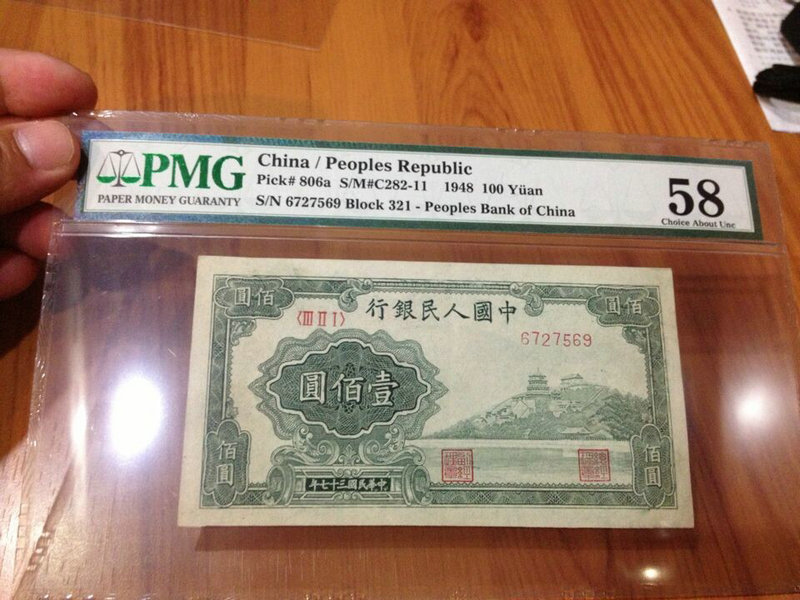 PMG
PAPER MONEY GUARANTY
China / Peoples Republic
Pick# 806a S/M#C282-11 1948 100 Yüan
S/N 6727569 Block 321 - Peoples Bank of China
58
Choice About Unc
行銀民人國中
圓佰
圓佰
〈III II I〉
6727569
圓佰壹
佰圓
佰圓
年七十三國民華中